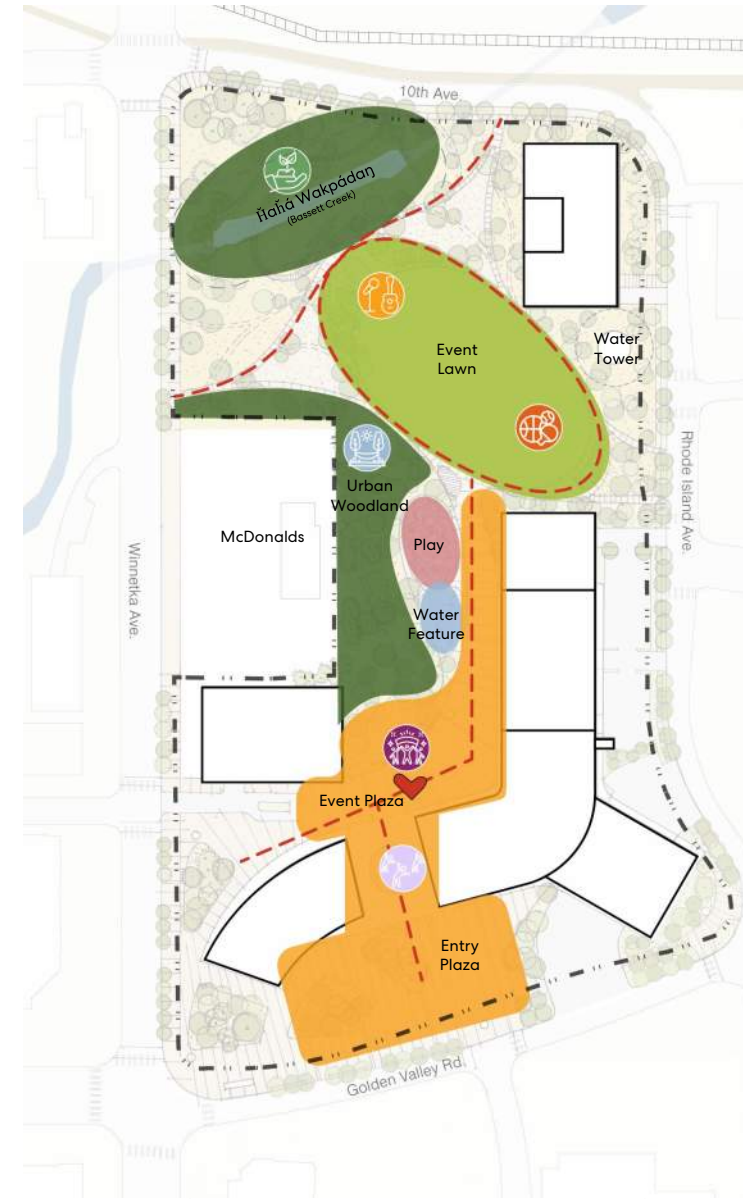 10th Ave.
Ȟaȟá Wakpádaŋ
(Bassett Creek)
Event
Lawn
Water
Tower
Rhode Island Ave.
Urban
Woodland
McDonalds
Play
Winnetka Ave.
Water
Feature
Event Plaza
Entry
Plaza
Golden Valley Rd.